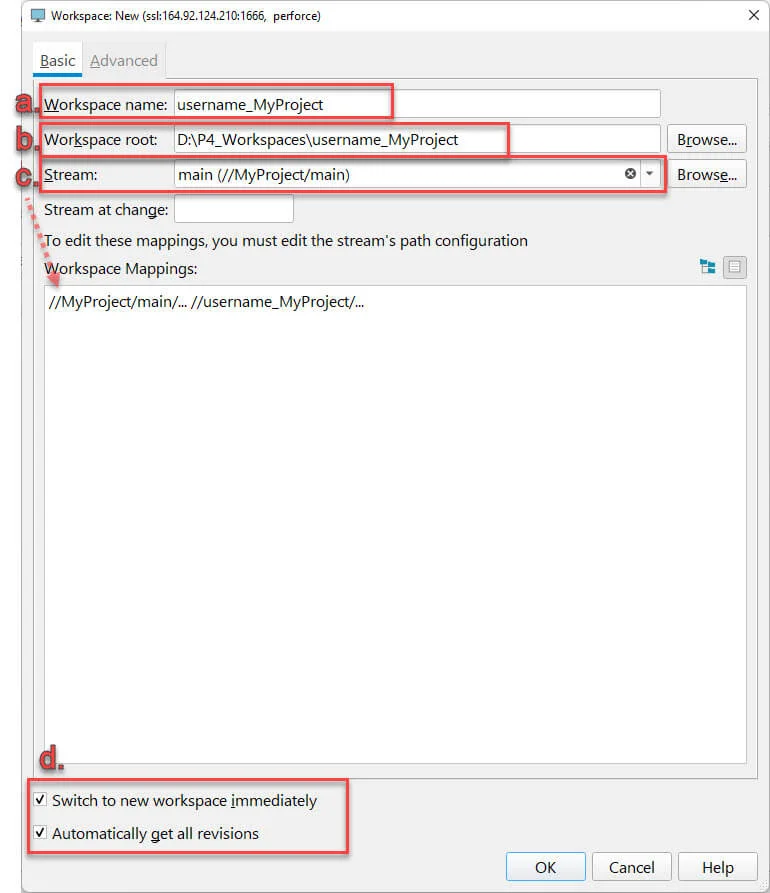 Workspace: New (ssl:164.92.124.210:1666, perforce)
Basic Advanced
a. Workspace name: username_MyProject
b. Workspace root: D:\P4_Workspaces\username_MyProject Browse...
c. Stream: main (//MyProject/main) Browse...
Stream at change:
To edit these mappings, you must edit the stream's path configuration
Workspace Mappings:
//MyProject/main/... //username_MyProject/...
d.
Switch to new workspace immediately
Automatically get all revisions
OK Cancel Help